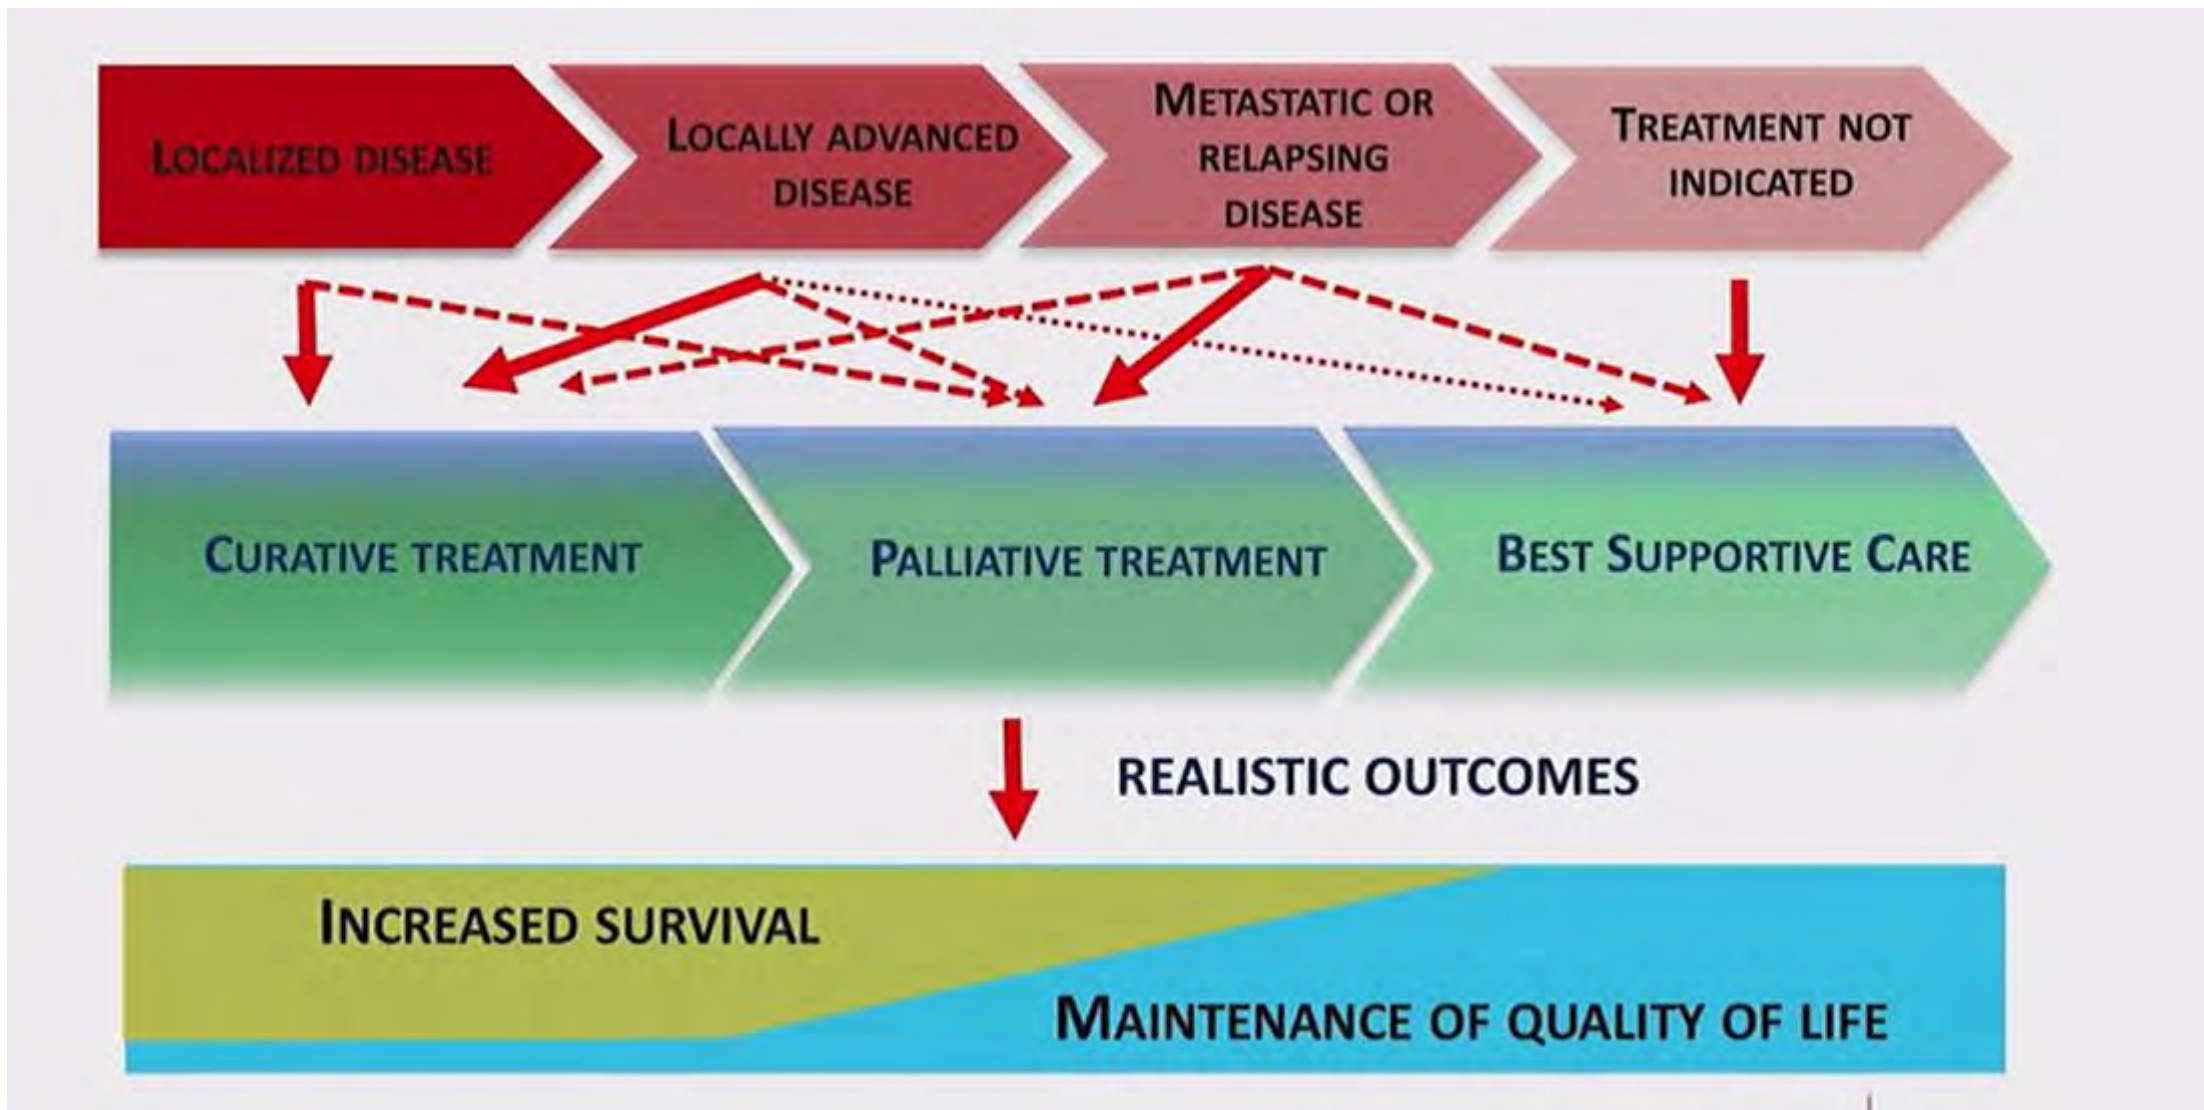 LOCALIZED DISEASE
LOCALLY ADVANCED
DISEASE
METASTATIC OR
RELAPSING
DISEASE
TREATMENT NOT
INDICATED
CURATIVE TREATMENT
PALLIATIVE TREATMENT
BEST SUPPORTIVE CARE
REALISTIC OUTCOMES
INCREASED SURVIVAL
MAINTENANCE OF QUALITY OF LIFE